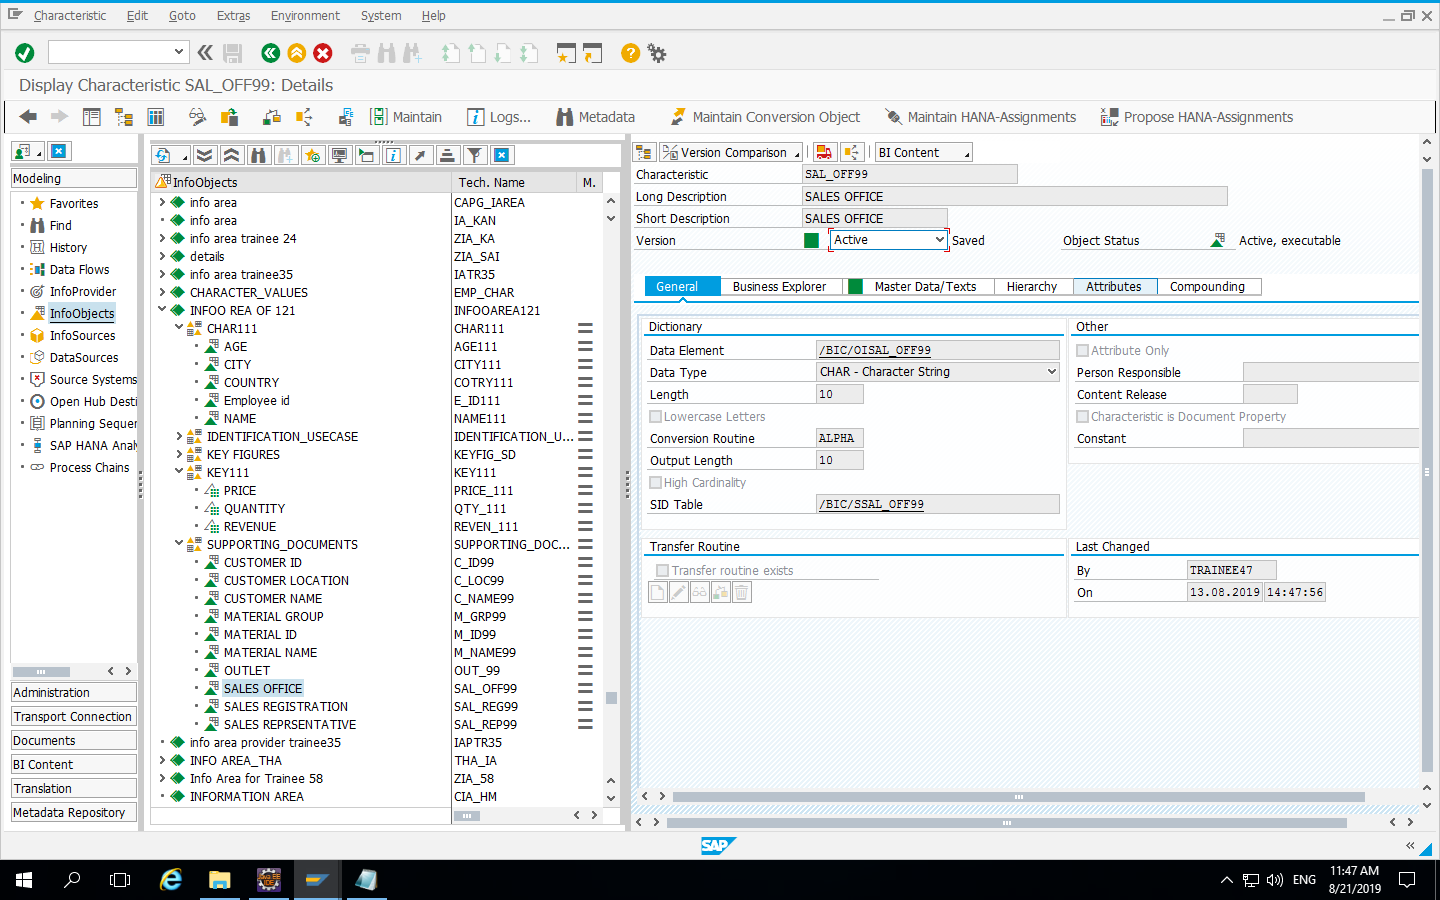 Characteristic Edit Goto Extras Environment System Help
Display Characteristic SAL_OFF99: Details
Maintain Logs... Metadata Maintain Conversion Object Maintain HANA-Assignments Propose HANA-Assignments
Modeling
Favorites
Find
History
Data Flows
InfoProvider
InfoObjects
InfoSources
DataSources
Source Systems
Open Hub Desti
Planning Sequer
SAP HANA Anal
Process Chains
Administration
Transport Connection
Documents
BI Content
Translation
Metadata Repository
InfoObjects Tech. Name M.
info area CAPG_IAREA
info area IA_KAN
info area trainee 24 ZIA_KA
details ZIA_SAI
info area trainee35 IATR35
CHARACTER_VALUES EMP_CHAR
INFOO REA OF 121 INFOOAREA121
CHAR111 CHAR111
AGE AGE111
CITY CITY111
COUNTRY COTRY111
Employee id E_ID111
NAME NAME111
IDENTIFICATION_USECASE IDENTIFICATION_U...
KEY FIGURES KEYFIG_SD
KEY111 KEY111
PRICE PRICE_111
QUANTITY QTY_111
REVENUE REVEN_111
SUPPORTING_DOCUMENTS SUPPORTING_DOC...
CUSTOMER ID C_ID99
CUSTOMER LOCATION C_LOC99
CUSTOMER NAME C_NAME99
MATERIAL GROUP M_GRP99
MATERIAL ID M_ID99
MATERIAL NAME M_NAME99
OUTLET OUT_99
SALES OFFICE SAL_OFF99
SALES REGISTRATION SAL_REG99
SALES REPRSENTATIVE SAL_REP99
info area provider trainee35 IAPTR35
INFO AREA_THA THA_IA
Info Area for Trainee 58 ZIA_58
INFORMATION AREA CIA_HM
Version Comparison BI Content
Characteristic SAL_OFF99
Long Description SALES OFFICE
Short Description SALES OFFICE
Version Active Saved Object Status Active, executable
General Business Explorer Master Data/Texts Hierarchy Attributes Compounding
Dictionary
Data Element /BIC/OISAL_OFF99
Data Type CHAR - Character String
Length 10
Lowercase Letters
Conversion Routine ALPHA
Output Length 10
High Cardinality
SID Table /BIC/SSAL_OFF99
Other
Attribute Only
Person Responsible
Content Release
Characteristic is Document Property
Constant
Transfer Routine
Transfer routine exists
Last Changed
By TRAINEE47
On 13.08.2019 14:47:56
SAP
ENG
11:47 AM
8/21/2019